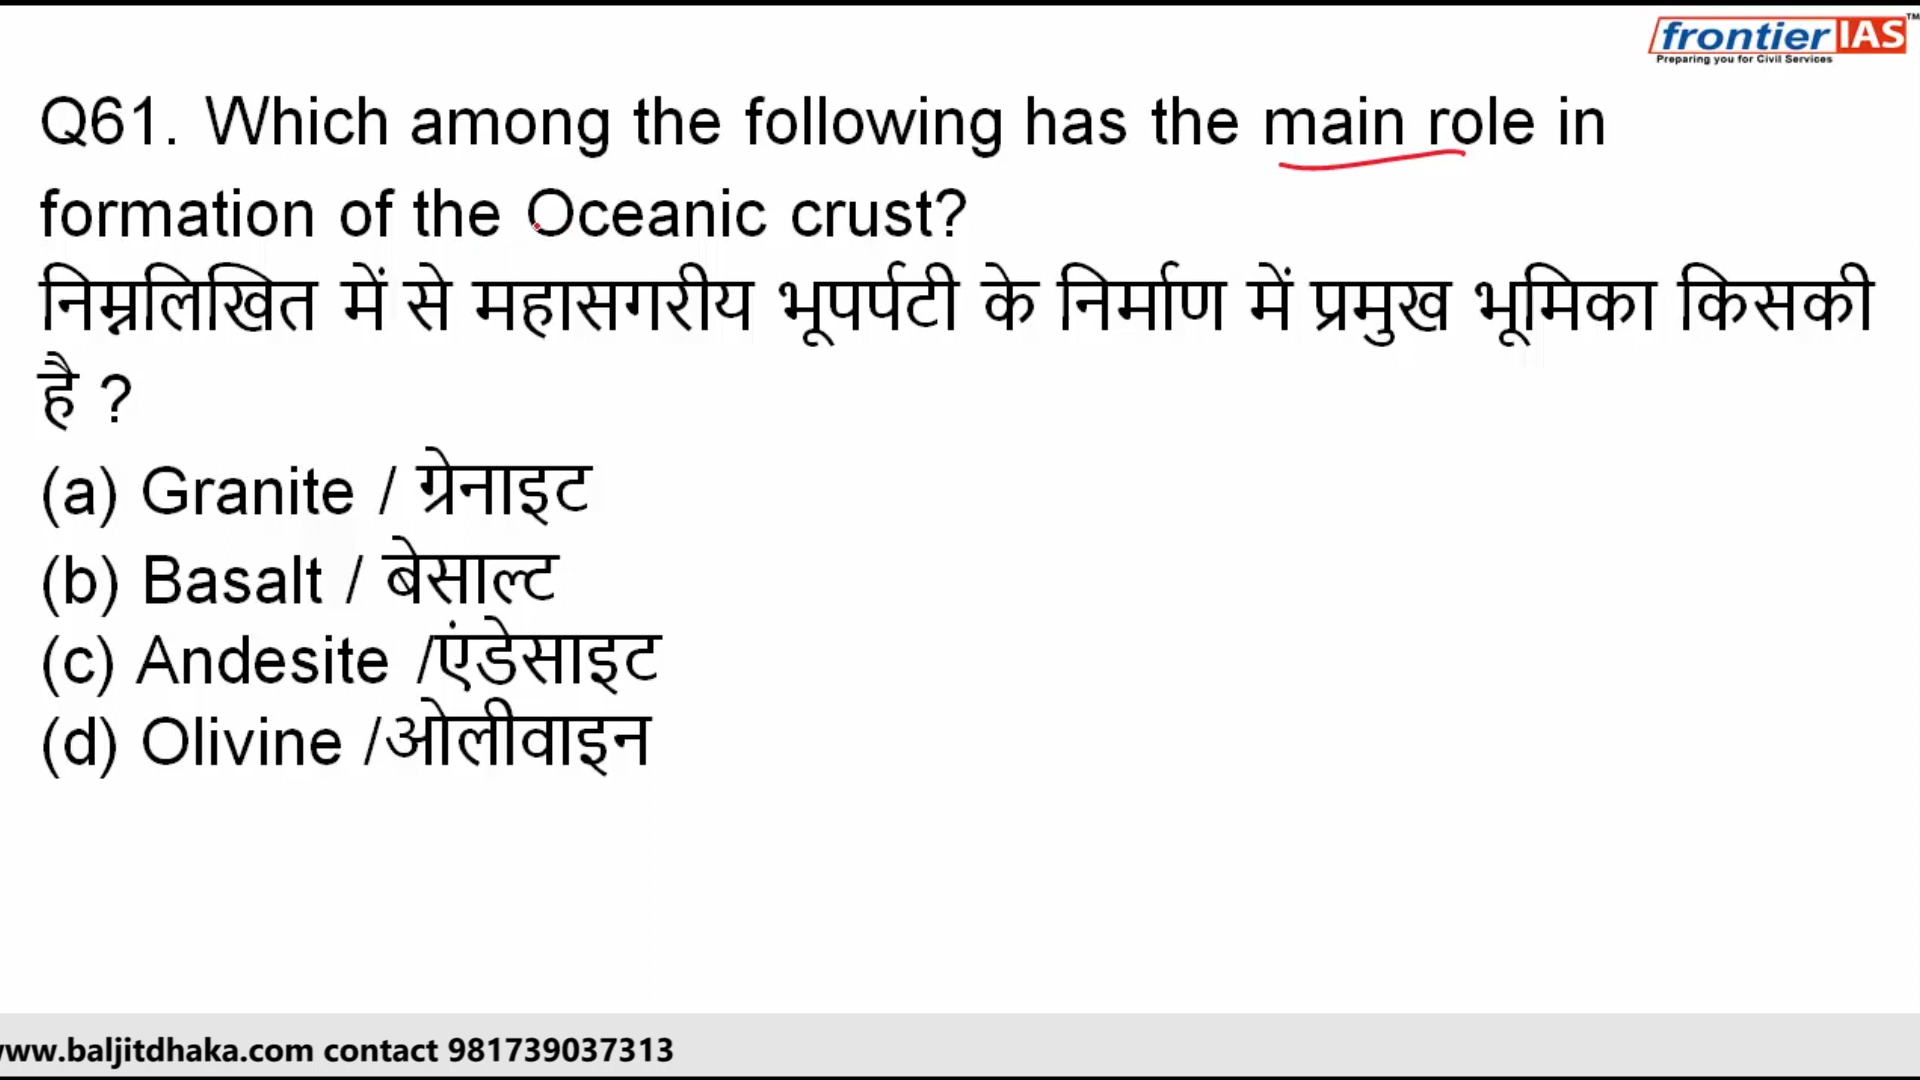 frontier IAS™
Preparing you for Civil Services
Q61. Which among the following has the main role in
formation of the Oceanic crust?
निम्नलिखित में से महासगरीय भूपर्पटी के निर्माण में प्रमुख भूमिका किसकी
है ?
(a) Granite / ग्रेनाइट
(b) Basalt / बेसाल्ट
(c) Andesite /एंडेसाइट
(d) Olivine /ओलीवाइन
www.baljitdhaka.com contact 981739037313